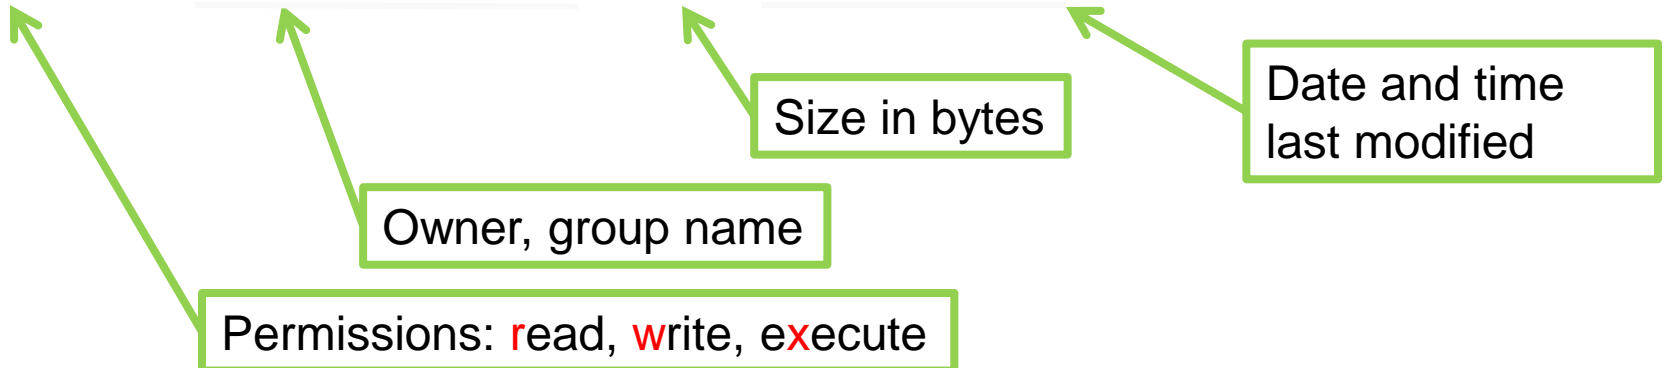 Size in bytes
Date and time
last modified
Owner, group name
Permissions: read, write, execute